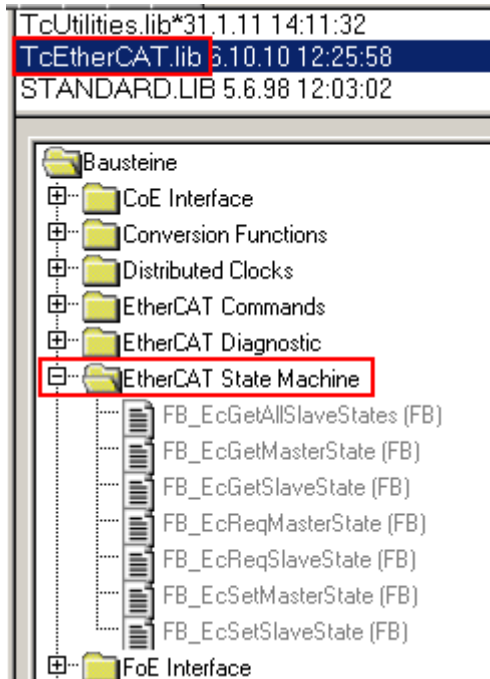 TcUtilities.lib*31.1.11 14:11:32
TcEtherCAT.lib 6.10.10 12:25:58
STANDARD.LIB 5.6.98 12:03:02
Bausteine
CoE Interface
Conversion Functions
Distributed Clocks
EtherCAT Commands
EtherCAT Diagnostic
EtherCAT State Machine
FB_EcGetAllSlaveStates (FB)
FB_EcGetMasterState (FB)
FB_EcGetSlaveState (FB)
FB_EcReqMasterState (FB)
FB_EcReqSlaveState (FB)
FB_EcSetMasterState (FB)
FB_EcSetSlaveState (FB)
FoE Interface